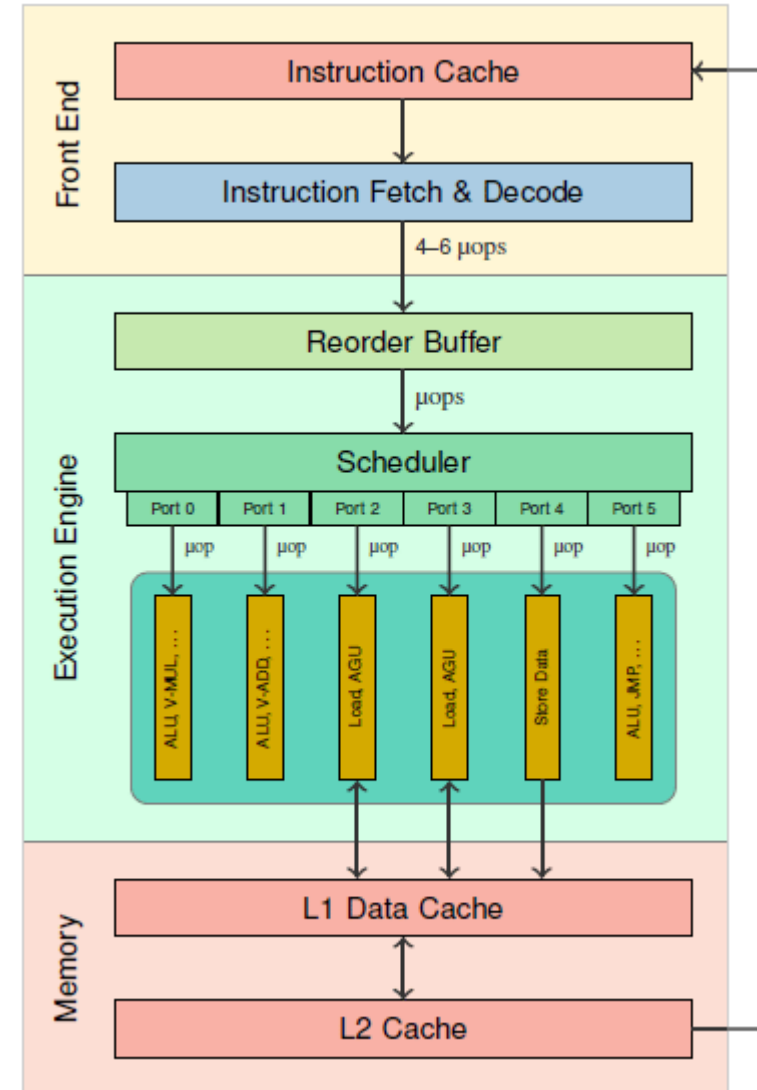 Front End
Instruction Cache
Instruction Fetch & Decode
4–6 μops
Execution Engine
Reorder Buffer
μops
Scheduler
Port 0 Port 1 Port 2 Port 3 Port 4 Port 5
μop μop μop μop μop μop
ALU, V-MUL, ...
ALU, V-ADD, ...
Load, AGU
Load, AGU
Store Data
ALU, JMP, ...
Memory
L1 Data Cache
L2 Cache